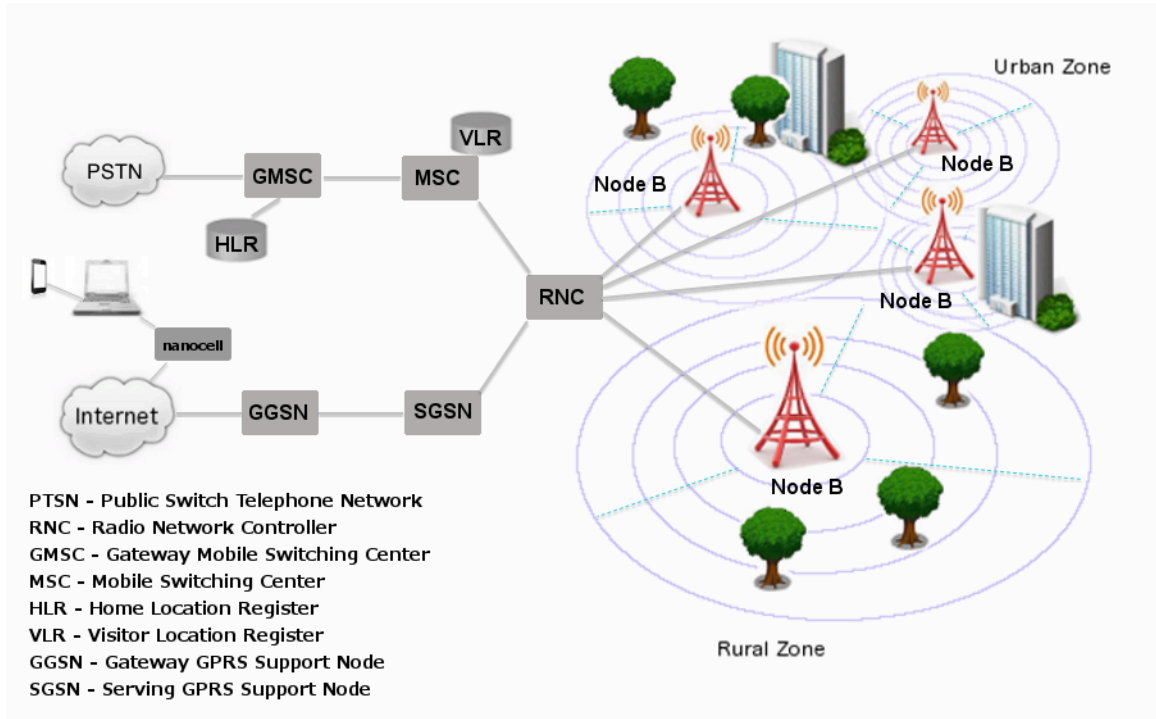 Urban Zone
VLR
PSTN
GMSC
MSC
Node B
Node B
HLR
RNC
Node B
nanocell
Internet
GGSN
SGSN
Node B
PTSN - Public Switch Telephone Network
RNC - Radio Network Controller
GMSC - Gateway Mobile Switching Center
MSC - Mobile Switching Center
HLR - Home Location Register
VLR - Visitor Location Register
GGSN - Gateway GPRS Support Node
SGSN - Serving GPRS Support Node
Rural Zone